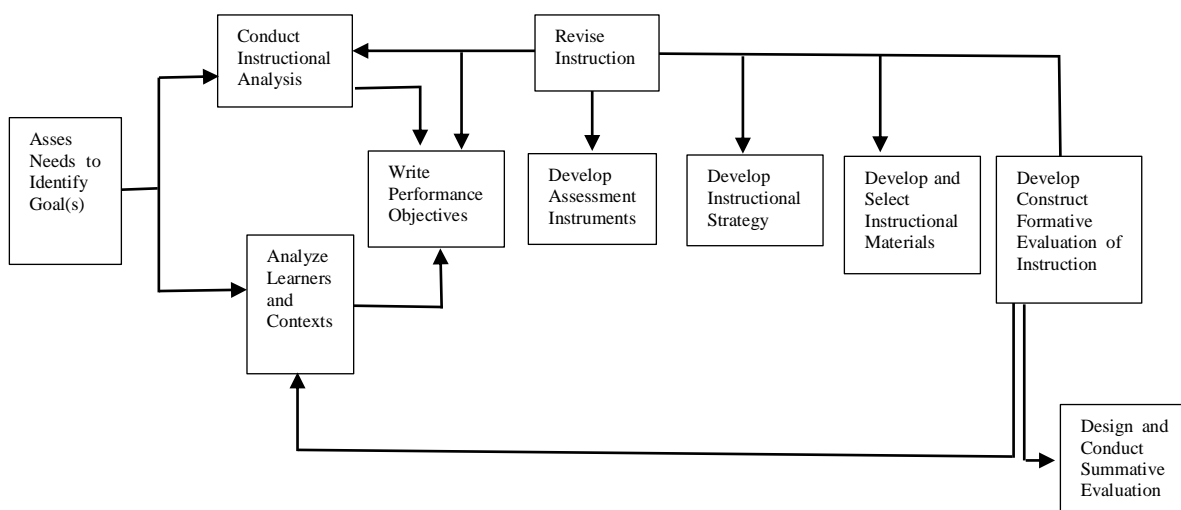 Conduct
Instructional
Analysis
Revise
Instruction
Asses
Needs to
Identify
Goal(s)
Write
Performance
Objectives
Develop
Assessment
Instruments
Develop
Instructional
Strategy
Develop and
Select
Instructional
Materials
Develop
Construct
Formative
Evaluation of
Instruction
Analyze
Learners
and
Contexts
Design and
Conduct
Summative
Evaluation